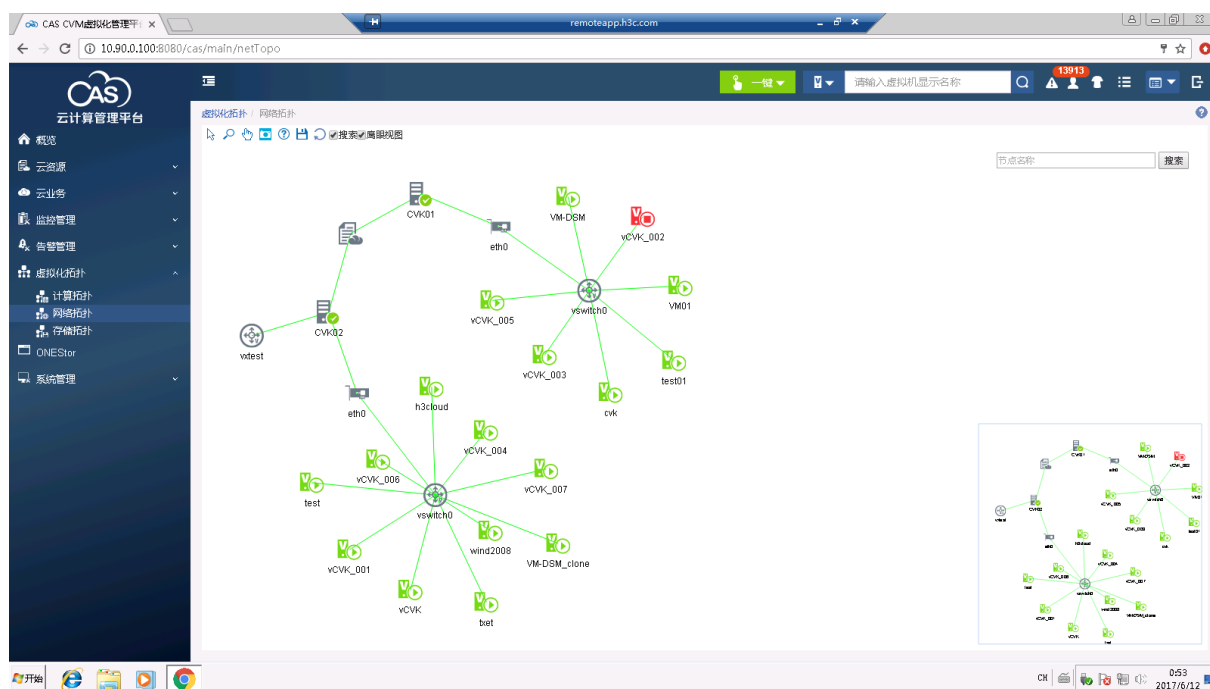 CAS CVM虚拟化管理平
remoteapp.h3c.com
10.90.0.100:8080/cas/main/netTopo
CAS
云计算管理平台
一键
请输入虚拟机显示名称
13913
虚拟化拓扑 / 网络拓扑
搜索 鹰眼视图
节点名称
搜索
概览
云资源
云业务
监控管理
告警管理
虚拟化拓扑
计算拓扑
网络拓扑
存储拓扑
ONEStor
系统管理
CVK01
eth0
VM-DSM
vCVK_002
vswitch0
VM01
vCVK_005
vCVK_003
test01
cvk
CVK02
vxtest
eth0
h3cloud
vCVK_004
vCVK_006
vCVK_007
test
vswitch0
wind2008
VM-DSM_clone
vCVK_001
vCVK
txet
开始
CH
0:53
2017/6/12